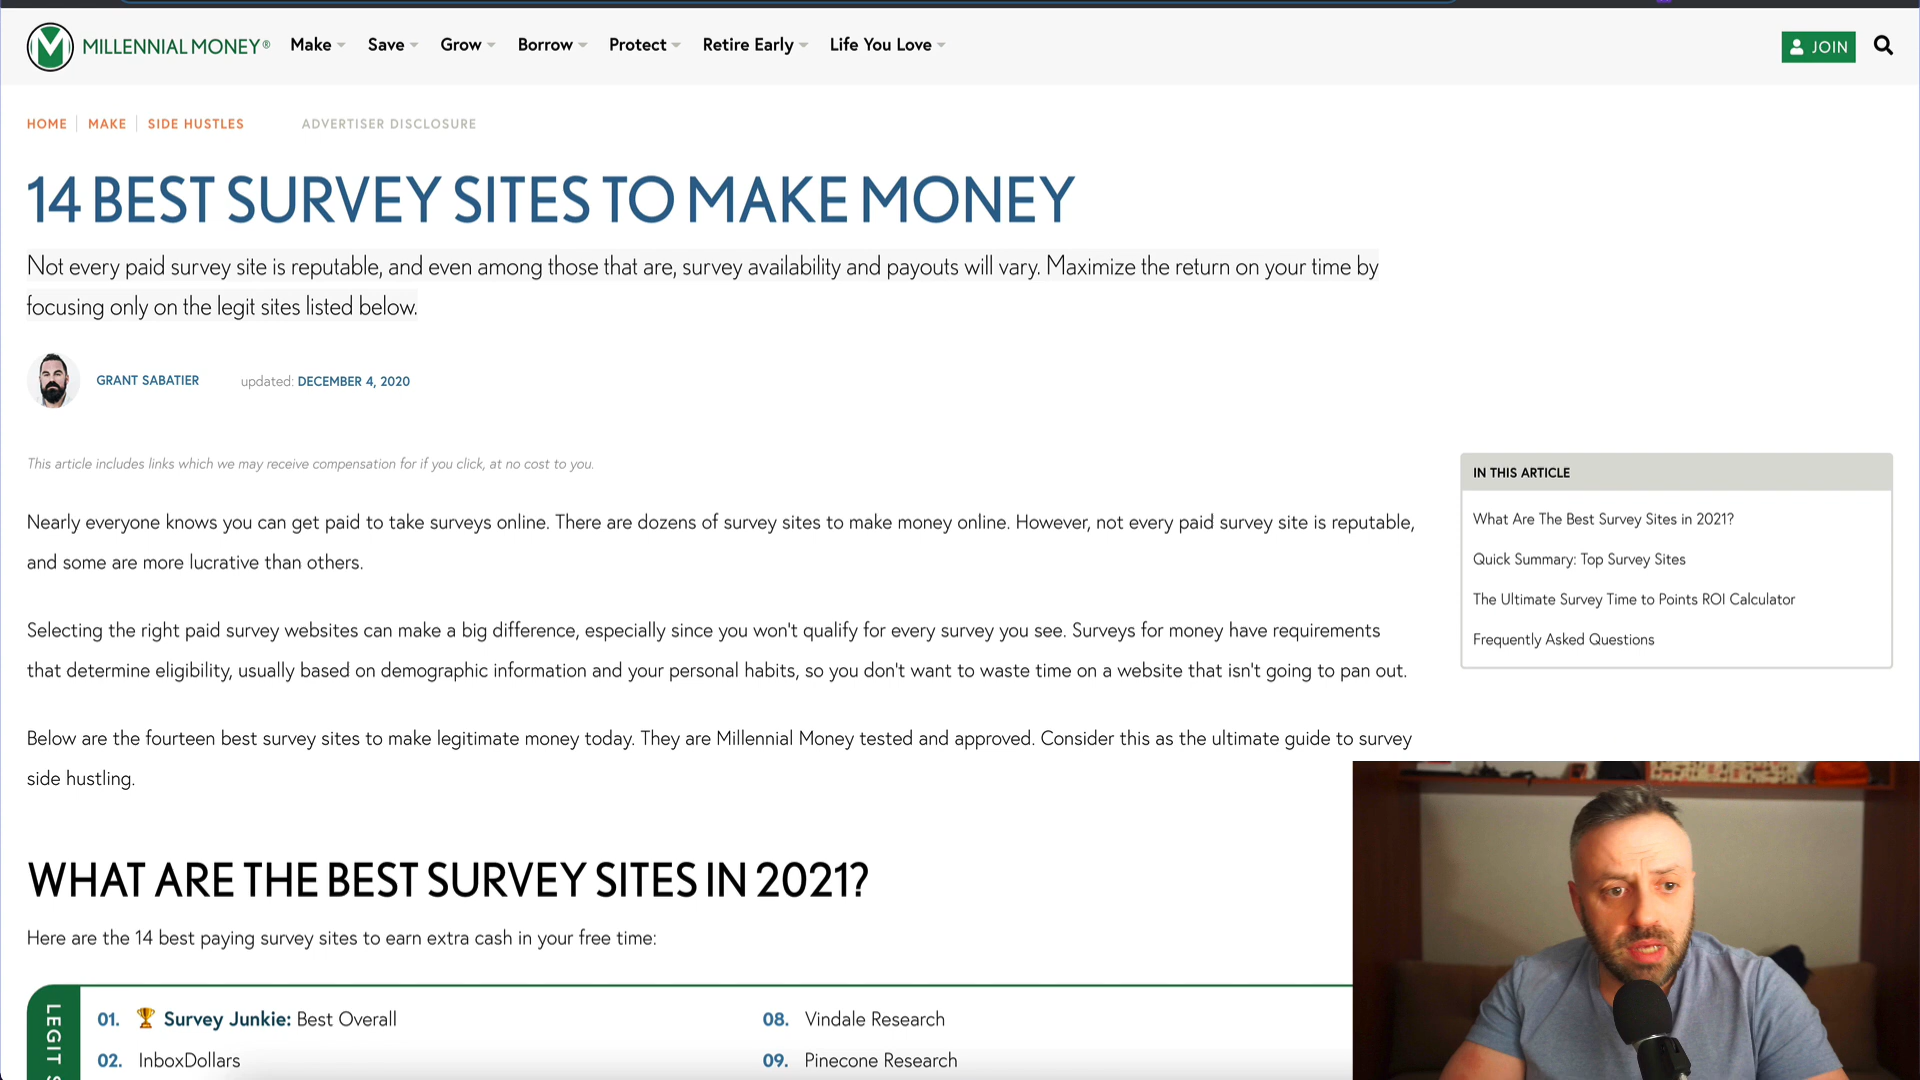 MILLENNIAL MONEY®
Make
Save
Grow
Borrow
Protect
Retire Early
Life You Love
JOIN
HOME
MAKE
SIDE HUSTLES
ADVERTISER DISCLOSURE
14 BEST SURVEY SITES TO MAKE MONEY
Not every paid survey site is reputable, and even among those that are, survey availability and payouts will vary. Maximize the return on your time by
focusing only on the legit sites listed below.
GRANT SABATIER
updated: DECEMBER 4, 2020
This article includes links which we may receive compensation for if you click, at no cost to you.
Nearly everyone knows you can get paid to take surveys online. There are dozens of survey sites to make money online. However, not every paid survey site is reputable,
and some are more lucrative than others.
Selecting the right paid survey websites can make a big difference, especially since you won't qualify for every survey you see. Surveys for money have requirements
that determine eligibility, usually based on demographic information and your personal habits, so you don't want to waste time on a website that isn't going to pan out.
Below are the fourteen best survey sites to make legitimate money today. They are Millennial Money tested and approved. Consider this as the ultimate guide to survey
side hustling.
IN THIS ARTICLE
What Are The Best Survey Sites in 2021?
Quick Summary: Top Survey Sites
The Ultimate Survey Time to Points ROI Calculator
Frequently Asked Questions
WHAT ARE THE BEST SURVEY SITES IN 2021?
Here are the 14 best paying survey sites to earn extra cash in your free time:
LEGIT S
01. Survey Junkie: Best Overall
02. InboxDollars
08. Vindale Research
09. Pinecone Research